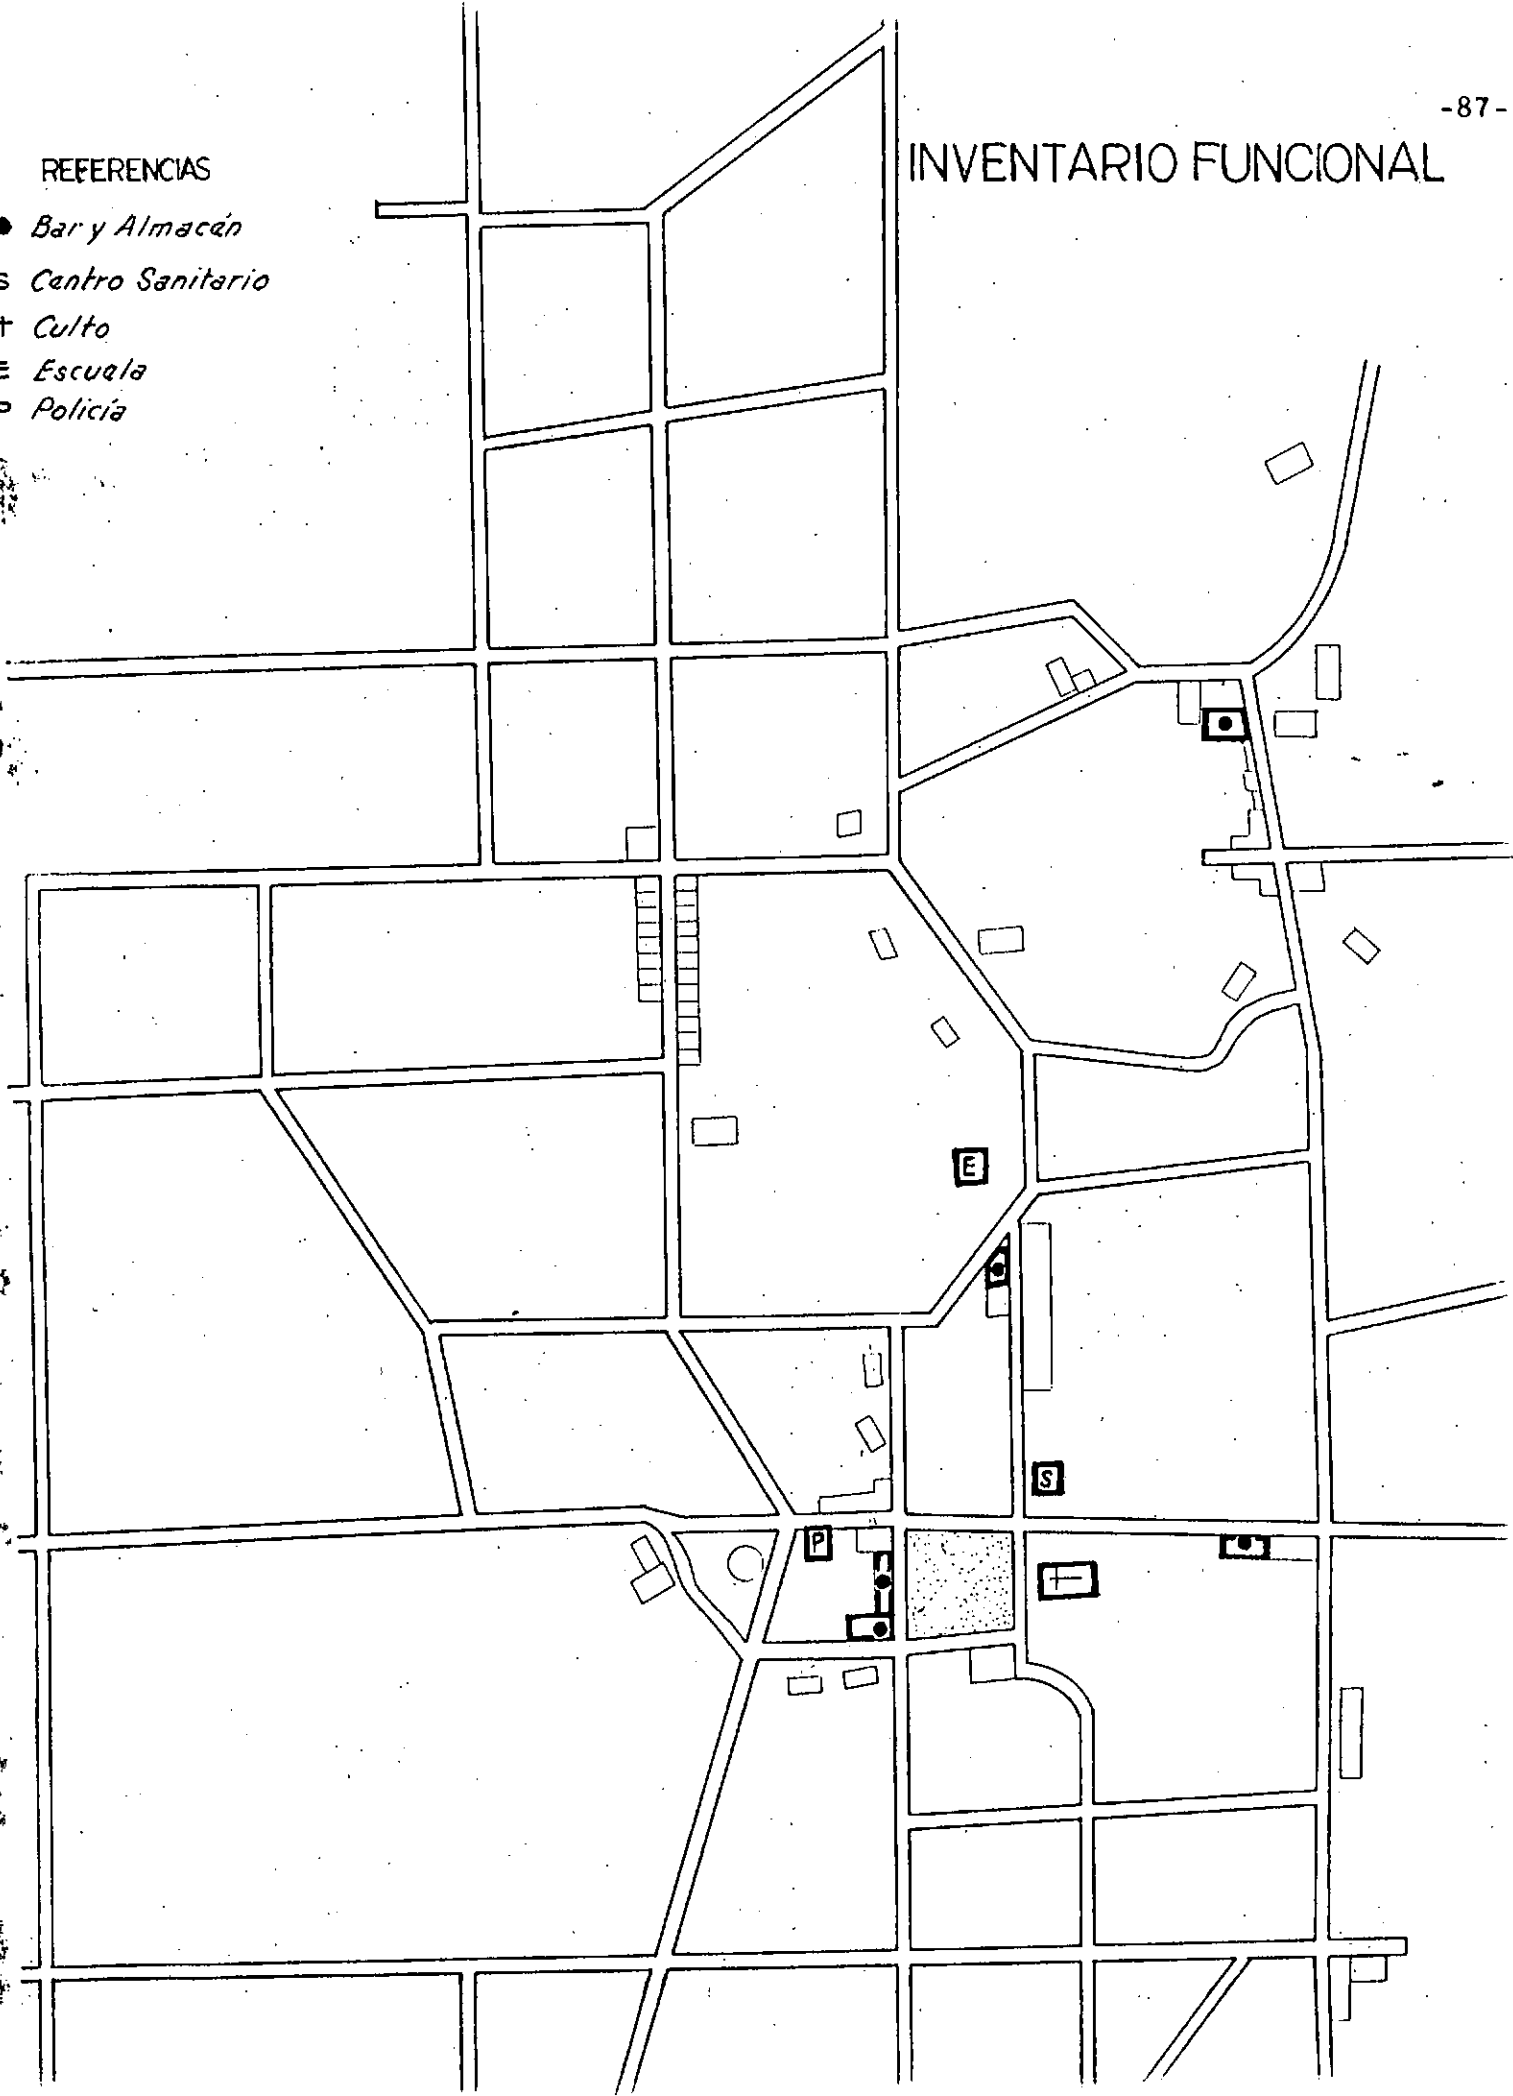 -87-
INVENTARIO FUNCIONAL
REFERENCIAS
● Bar y Almacén
S Centro Sanitario
+ Culto
E Escuela
P Policía
E
S
P